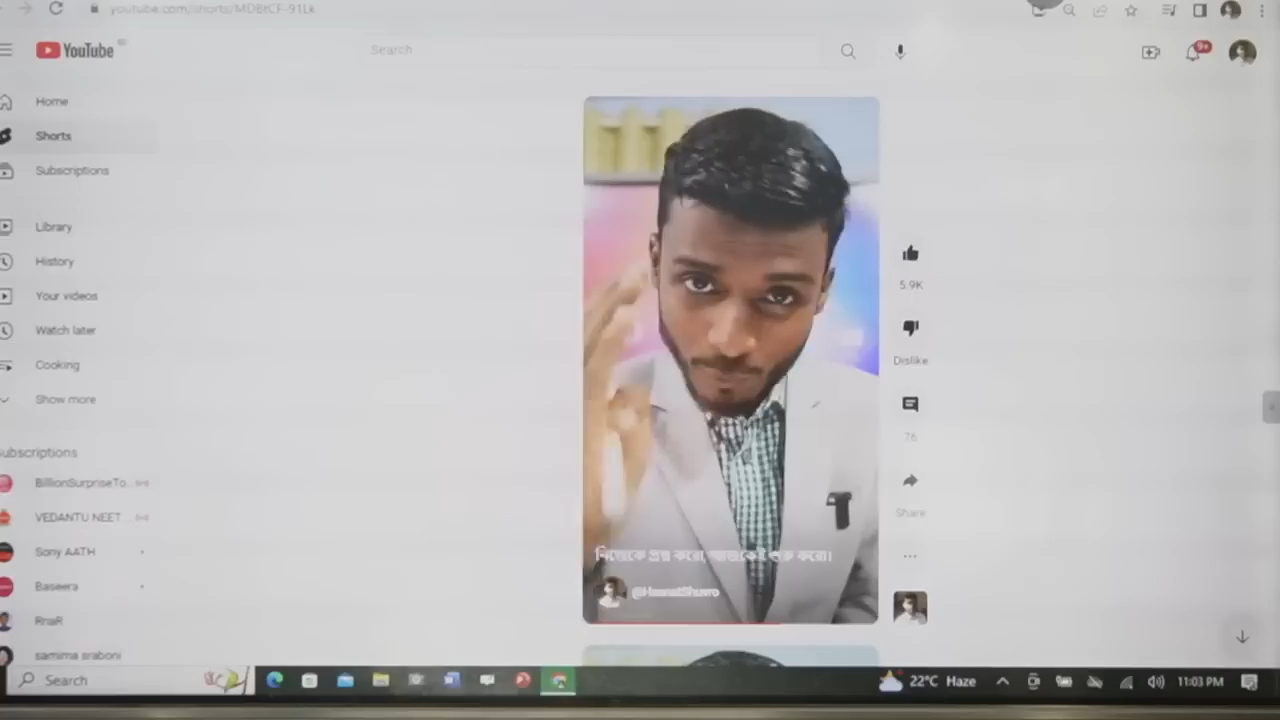 youtube.com/shorts/MDBtCF-91Lk
YouTube
Search
9+
Home
Shorts
Subscriptions
Library
History
Your videos
Watch later
Cooking
Show more
Subscriptions
BillionSurpriseTo...
VEDANTU NEET
Sony AATH
Baseera
samima sraboni
5.9K
Dislike
76
Share
নিজেকে প্রশ্ন করো, আজকেই শুরু করো।
Search
22°C Haze
11:03 PM